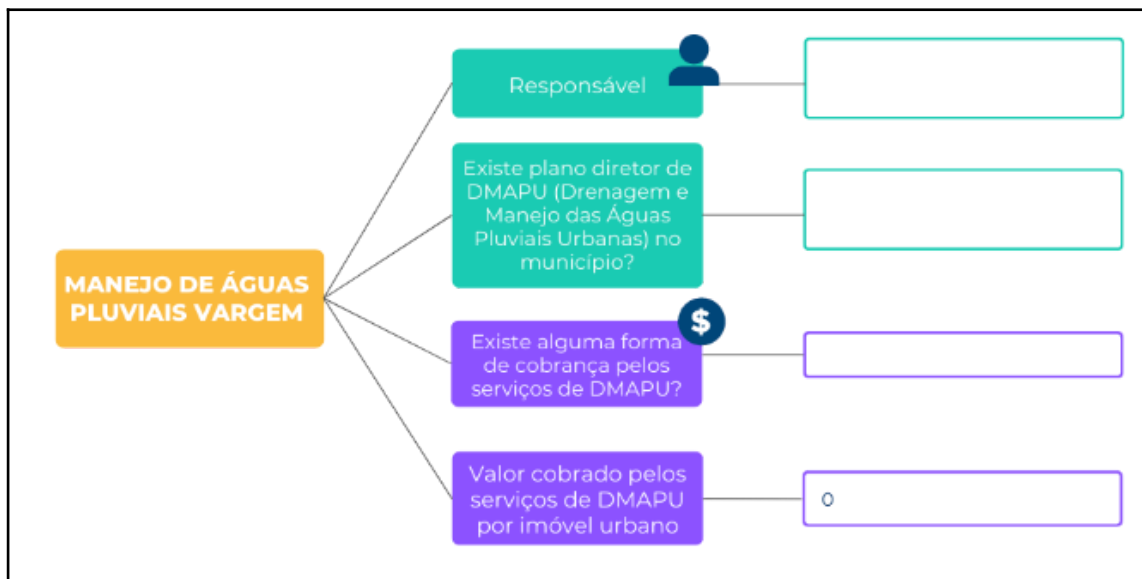 Responsável
Existe plano diretor de
DMAPU (Drenagem e
Manejo das Águas
Pluviais Urbanas) no
município?
MANEJO DE ÁGUAS
PLUVIAIS VARGEM
$
Existe alguma forma
de cobrança pelos
serviços de DMAPU?
Valor cobrado pelos
serviços de DMAPU
por imóvel urbano
0